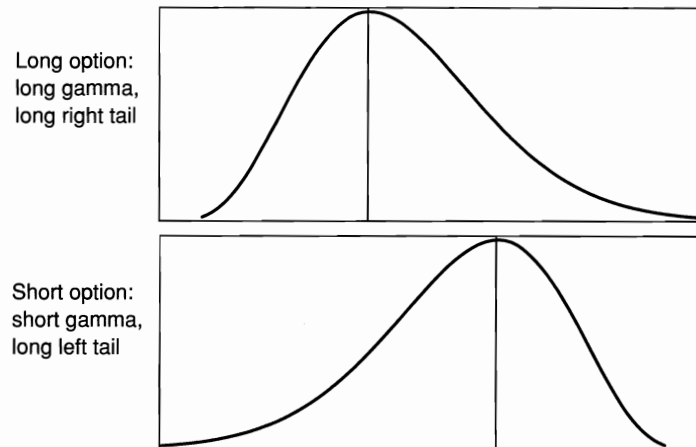 Long option:
long gamma,
long right tail
Short option:
short gamma,
long left tail